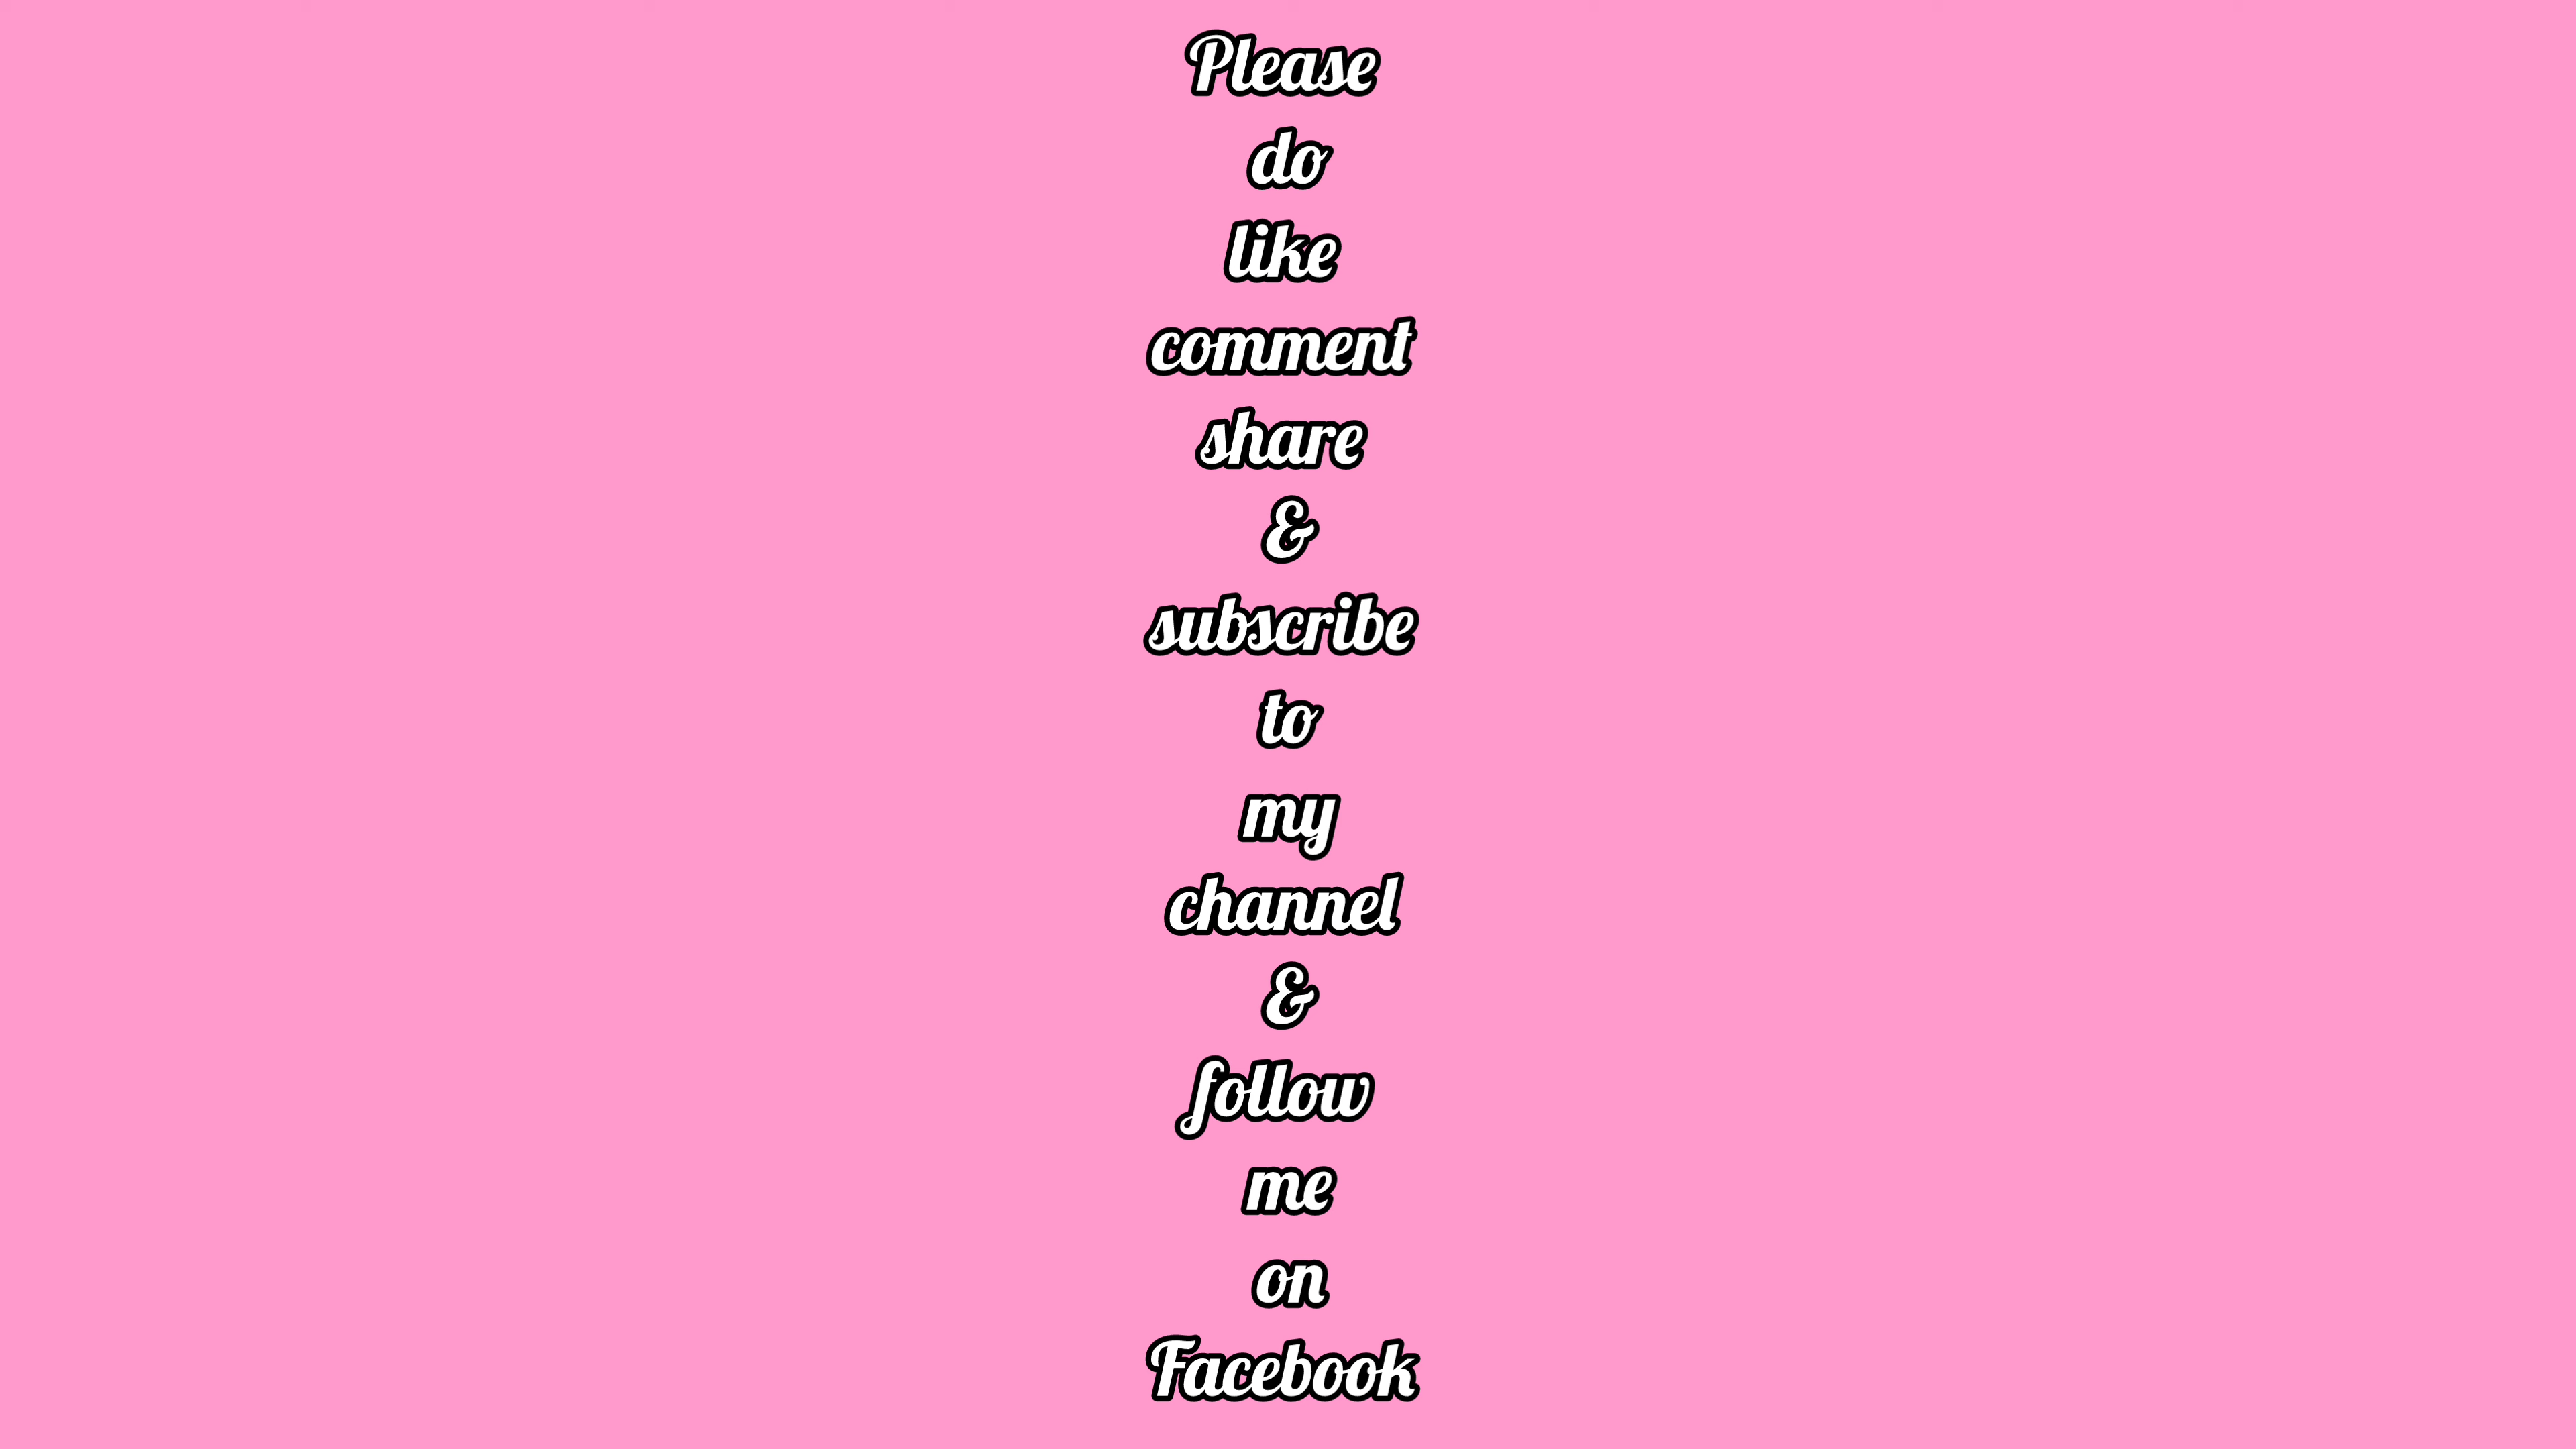 Please
do
like
comment
share
&
subscribe
to
my
channel
&
follow
me
on
Facebook